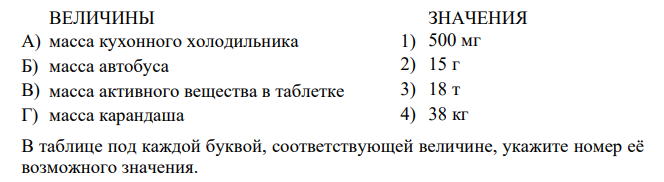 ВЕЛИЧИНЫ ЗНАЧЕНИЯ
А) масса кухонного холодильника 1) 500 мг
Б) масса автобуса 2) 15 г
В) масса активного вещества в таблетке 3) 18 т
Г) масса карандаша 4) 38 кг
В таблице под каждой буквой, соответствующей величине, укажите номер её
возможного значения.